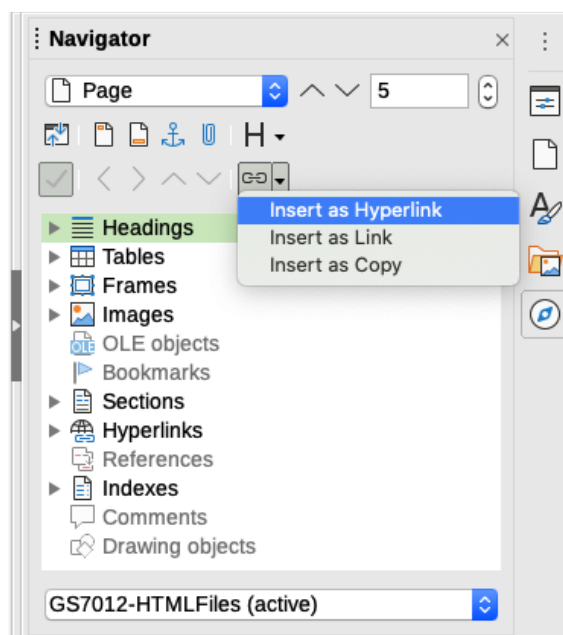 Navigator
Page
5
H
Insert as Hyperlink
Headings
Insert as Link
Tables
Insert as Copy
Frames
Images
OLE
OLE objects
Bookmarks
Sections
Hyperlinks
References
Indexes
Comments
Drawing objects
GS7012-HTMLFiles (active)